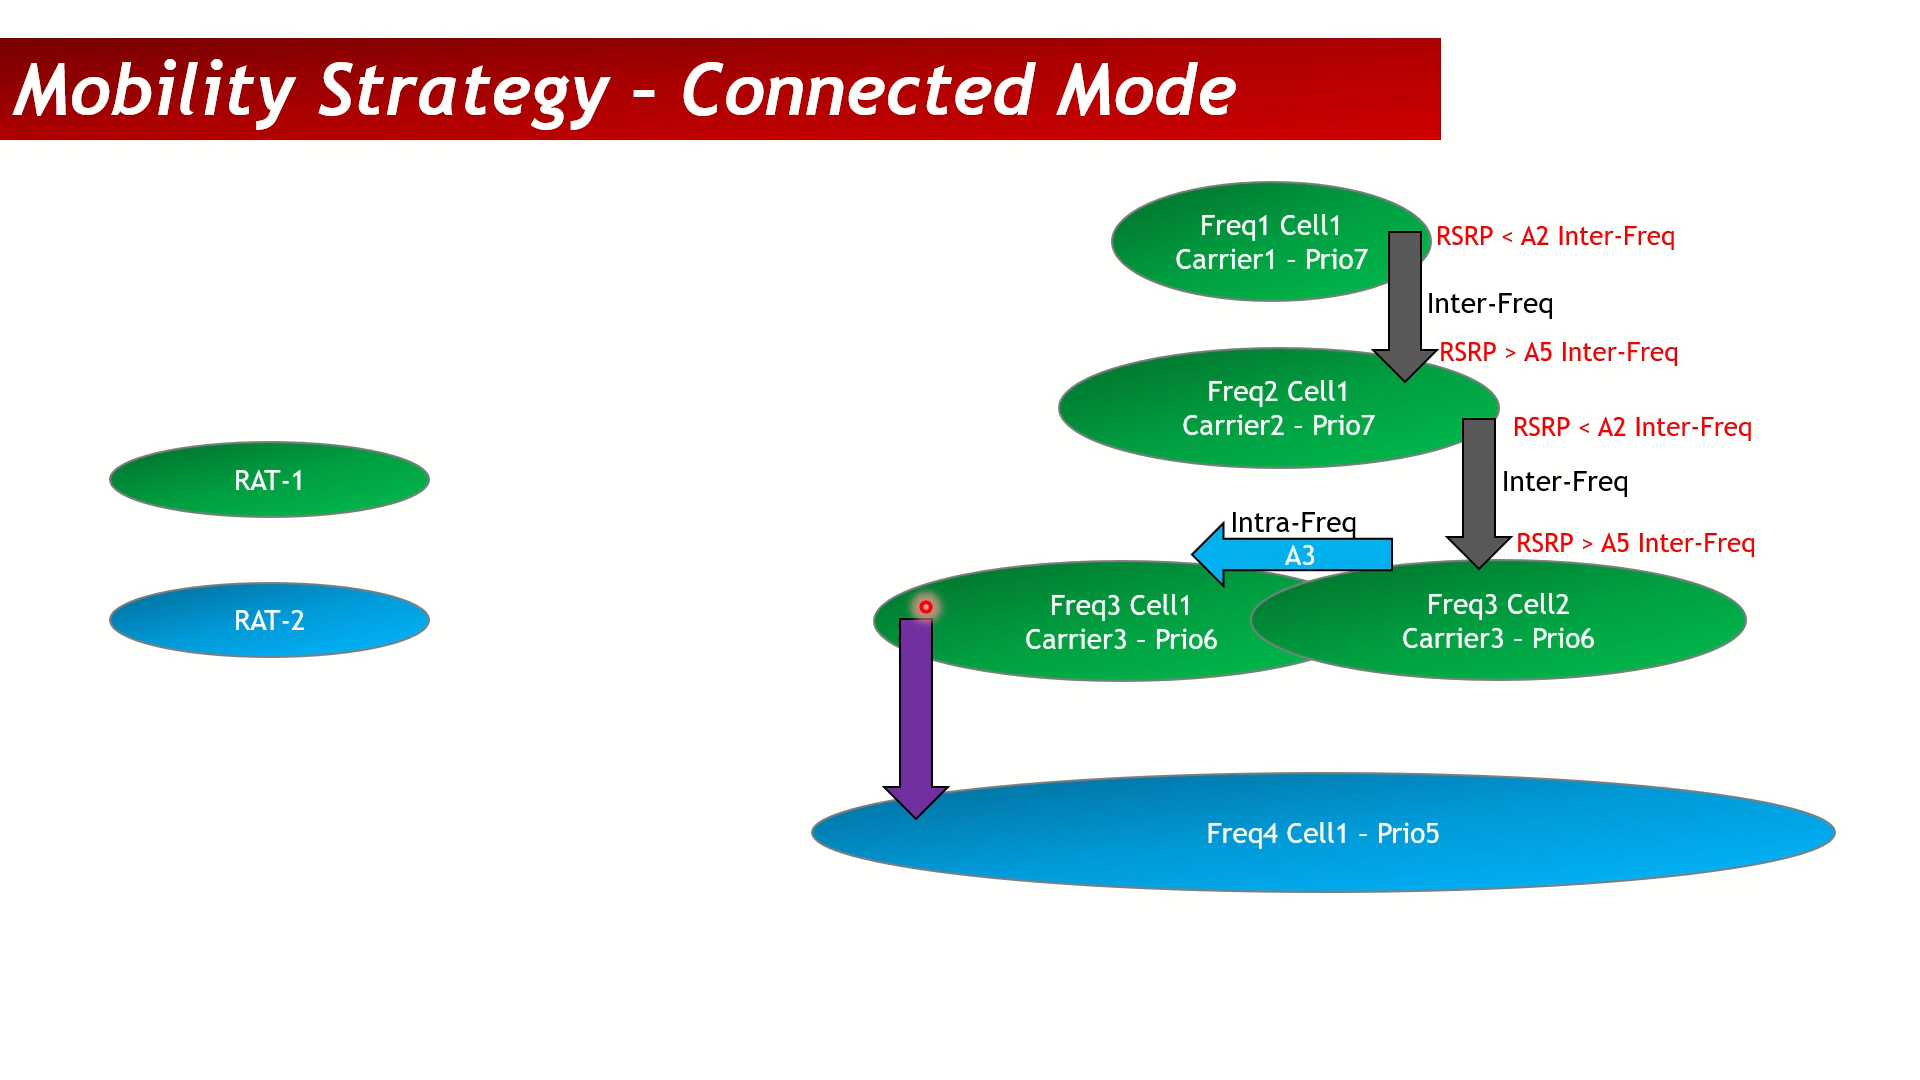 Mobility Strategy – Connected Mode
Freq1 Cell1
Carrier1 – Prio7
RSRP < A2 Inter-Freq
Inter-Freq
RSRP > A5 Inter-Freq
Freq2 Cell1
Carrier2 – Prio7
RSRP < A2 Inter-Freq
Inter-Freq
RSRP > A5 Inter-Freq
Intra-Freq
A3
RAT-1
RAT-2
Freq3 Cell1
Carrier3 – Prio6
Freq3 Cell2
Carrier3 – Prio6
Freq4 Cell1 – Prio5